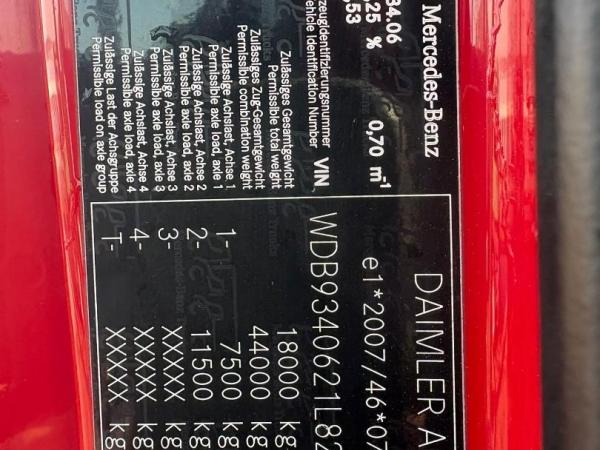 Mercedes-Benz
34.06
,25 % 0,70 m-1
,53
DAIMLER A
e1*2007/46*07
zeugidentifizierungsnummer
ehicle Identification Number VIN WDB9340621L82
Zulässiges Gesamtgewicht
Permissible total weight 18000 kg
Zulässiges Zug-Gesamtgewicht
Permissible combination weight 44000 kg
Zulässige Achslast, Achse 1
Permissible axle load, axle 1 1- 7500 kg
Zulässige Achslast, Achse 2
Permissible axle load, axle 2 2- 11500 kg
Zulässige Achslast, Achse 3
Permissible axle load, axle 3 3- XXXXX kg
Zulässige Achslast, Achse 4
Permissible axle load, axle 4 4- XXXXX kg
Zulässige Last der Achsgruppe
Permissible load on axle group T- XXXXX kg